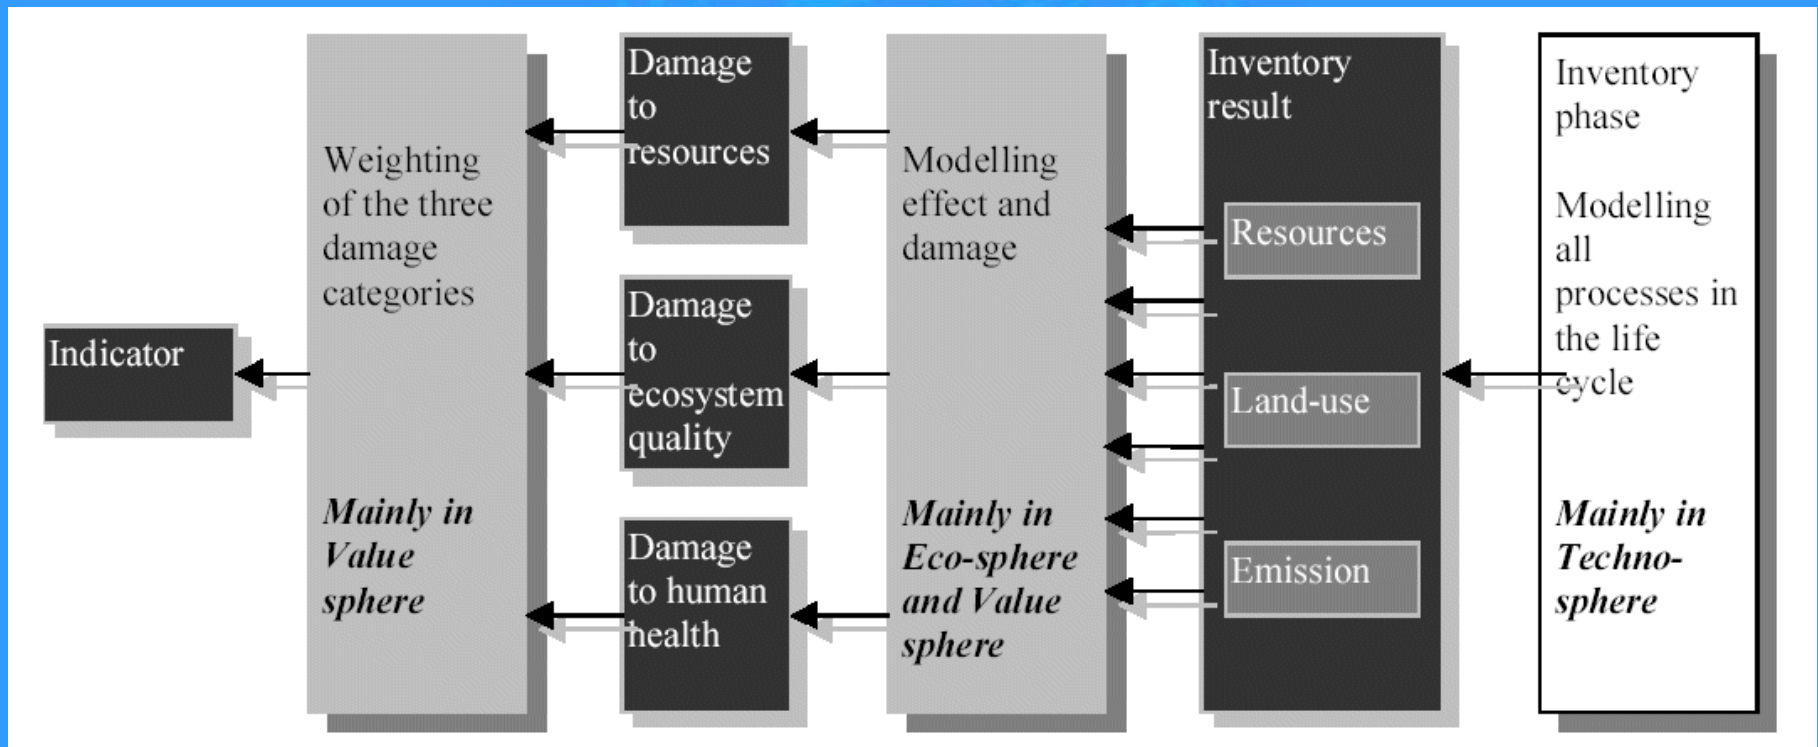 Indicator
Weighting
of the three
damage
categories
Mainly in
Value
sphere
Damage
to
resources
Damage
to
ecosystem
quality
Damage
to human
health
Modelling
effect and
damage
Mainly in
Eco-sphere
and Value
sphere
Inventory
result
Resources
Land-use
Emission
Inventory
phase
Modelling
all
processes in
the life
cycle
Mainly in
Techno-
sphere